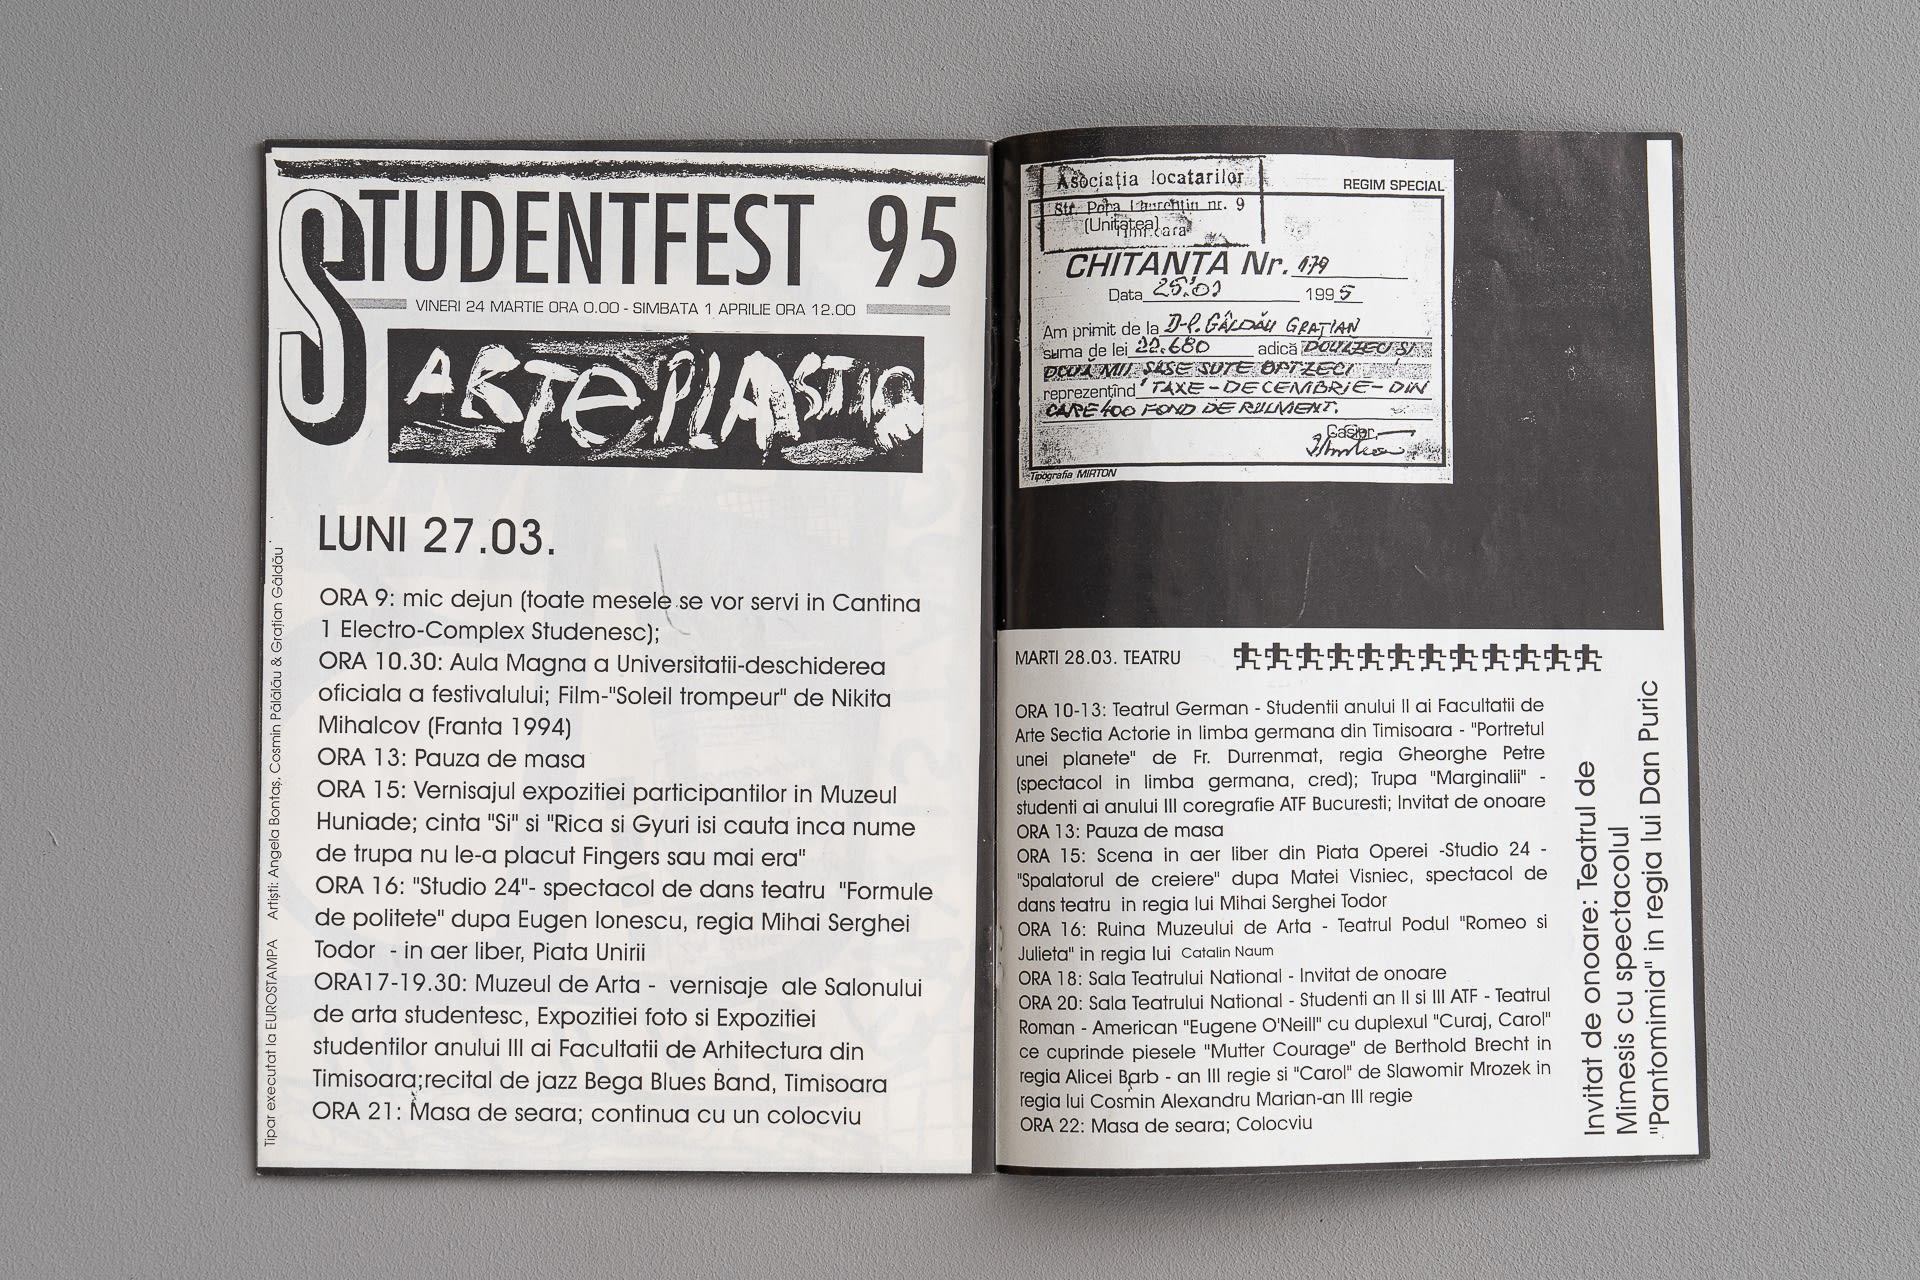 STUDENTFEST 95
VINERI 24 MARTIE ORA 0.00 - SIMBATA 1 APRILIE ORA 12.00
ARTe PLASTIC
LUNI 27.03.
ORA 9: mic dejun (toate mesele se vor servi in Cantina
1 Electro-Complex Studenesc);
ORA 10.30: Aula Magna a Universitatii-deschiderea
oficiala a festivalului; Film-"Soleil trompeur" de Nikita
Mihalcov (Franta 1994)
ORA 13: Pauza de masa
ORA 15: Vernisajul expozitiei participantilor in Muzeul
Huniade; cinta "Si" si "Rica si Gyuri isi cauta inca nume
de trupa nu le-a placut Fingers sau mai era"
ORA 16: "Studio 24"- spectacol de dans teatru "Formule
de politete" dupa Eugen Ionescu, regia Mihai Serghei
Todor - in aer liber, Piata Unirii
ORA17-19.30: Muzeul de Arta - vernisaje ale Salonului
de arta studentesc, Expozitiei foto si Expozitiei
studentilor anului III ai Facultatii de Arhitectura din
Timisoara;recital de jazz Bega Blues Band, Timisoara
ORA 21: Masa de seara; continua cu un colocviu
Tipar executat la EUROSTAMPA Artişti: Angela Bontaş, Cosmin Pălălău & Graţian Gâldău
Asociaţia locatarilor
REGIM SPECIAL
Str. Popa Laurentin nr. 9
(Unitatea)
CHITANTA Nr. 179
Data 25.01 1995
Am primit de la D-l. GÂLDĂU GRAŢIAN
suma de lei 22.680 adică DOUĂZECI ŞI
DOUĂ MII ŞASE SUTE OPTZECI
reprezentînd TAXE-DECEMBRIE-DIN
CARE 400 FOND DE RULMENT.
Casier,
Tipografia MIRTON
MARTI 28.03. TEATRU
ORA 10-13: Teatrul German - Studentii anului II ai Facultatii de
Arte Sectia Actorie in limba germana din Timisoara - "Portretul
unei planete" de Fr. Durrenmat, regia Gheorghe Petre
(spectacol in limba germana, cred); Trupa "Marginalii" -
studenti ai anului III coregrafie ATF Bucuresti; Invitat de onoare
ORA 13: Pauza de masa
ORA 15: Scena in aer liber din Piata Operei -Studio 24 -
"Spalatorul de creiere" dupa Matei Visniec, spectacol de
dans teatru in regia lui Mihai Serghei Todor
ORA 16: Ruina Muzeului de Arta - Teatrul Podul "Romeo si
Julieta" in regia lui Catalin Naum
ORA 18: Sala Teatrului National - Invitat de onoare
ORA 20: Sala Teatrului National - Studenti an II si III ATF - Teatrul
Roman - American "Eugene O'Neill" cu duplexul "Curaj, Carol"
ce cuprinde piesele "Mutter Courage" de Berthold Brecht in
regia Alicei Barb - an III regie si "Carol" de Slawomir Mrozek in
regia lui Cosmin Alexandru Marian-an III regie
ORA 22: Masa de seara; Colocviu
Invitat de onoare: Teatrul de
Mimesis cu spectacolul
"Pantomimia" in regia lui Dan Puric